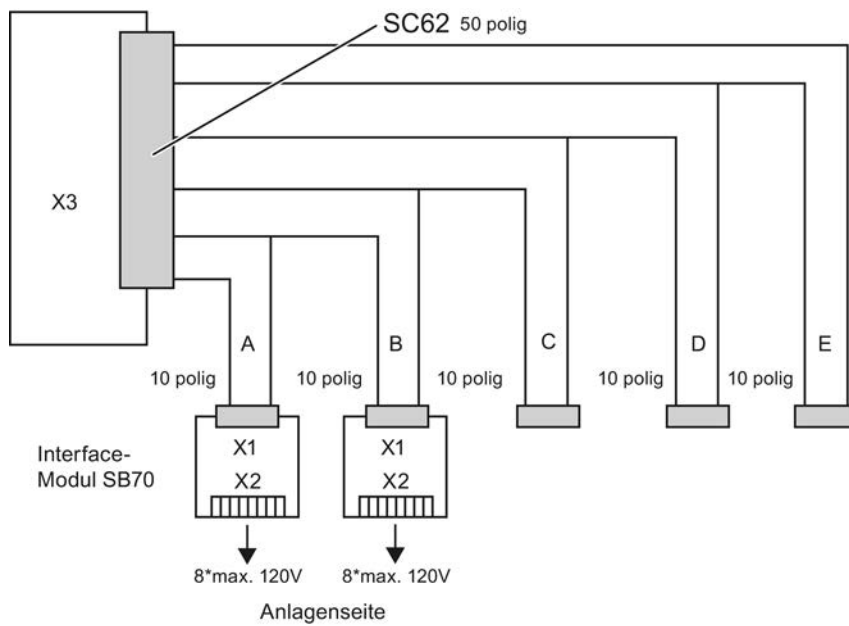 SC62 50 polig
X3
A
B
C
D
E
10 polig
10 polig
10 polig
10 polig
10 polig
Interface-
Modul SB70
X1
X1
X2
X2
8*max. 120V
8*max. 120V
Anlagenseite